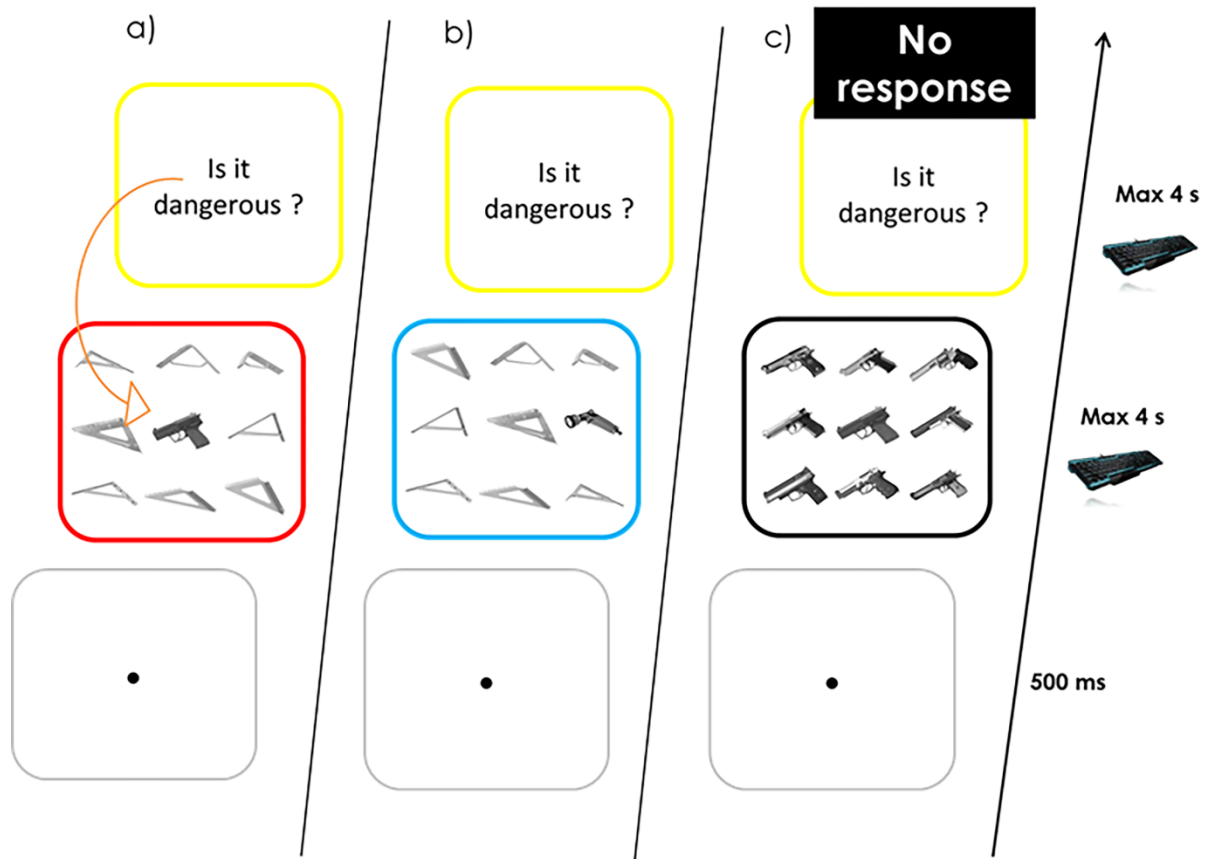 a)
b)
c)
No
response
Is it
dangerous ?
Is it
dangerous ?
Is it
dangerous ?
Max 4 s
Max 4 s
500 ms